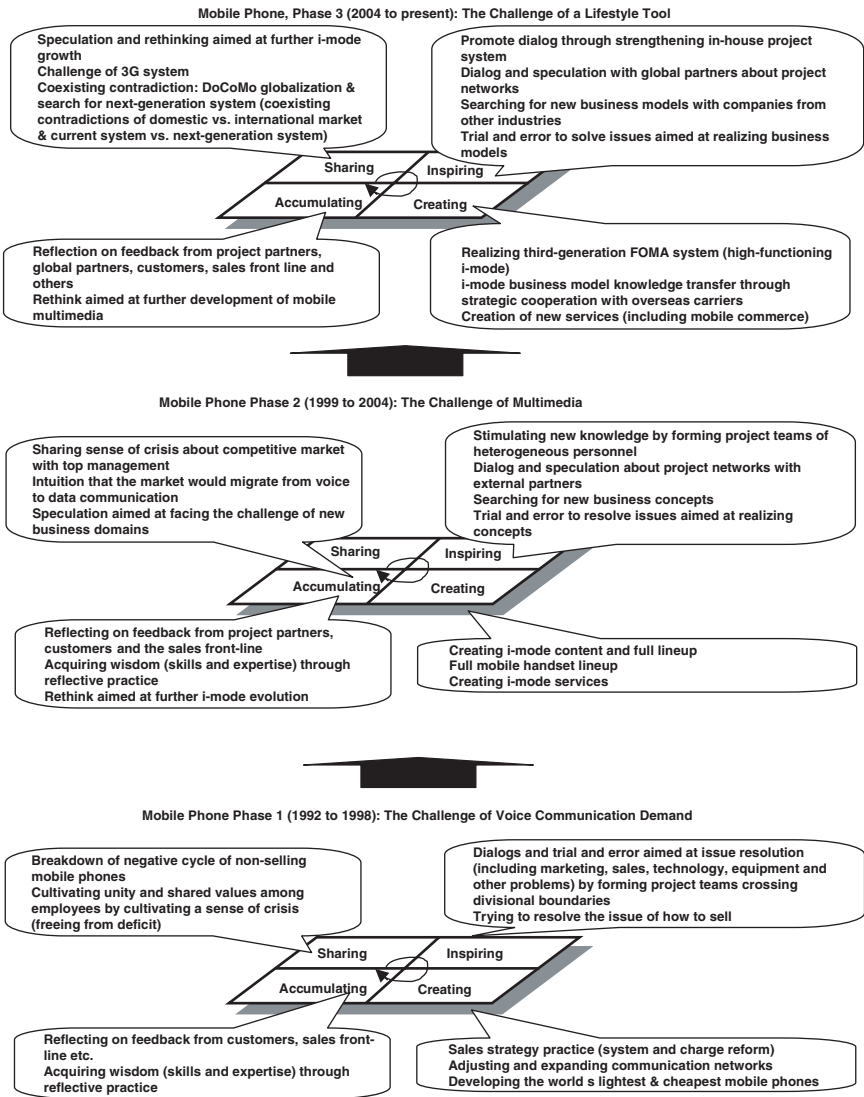 Mobile Phone, Phase 3 (2004 to present): The Challenge of a Lifestyle Tool
Speculation and rethinking aimed at further i-mode
growth
Challenge of 3G system
Coexisting contradiction: DoCoMo globalization &
search for next-generation system (coexisting
contradictions of domestic vs. international market
& current system vs. next-generation system)
Promote dialog through strengthening in-house project
system
Dialog and speculation with global partners about project
networks
Searching for new business models with companies from
other industries
Trial and error to solve issues aimed at realizing business
models
Sharing
Inspiring
Accumulating
Creating
Reflection on feedback from project partners,
global partners, customers, sales front line and
others
Rethink aimed at further development of mobile
multimedia
Realizing third-generation FOMA system (high-functioning
i-mode)
i-mode business model knowledge transfer through
strategic cooperation with overseas carriers
Creation of new services (including mobile commerce)
Mobile Phone Phase 2 (1999 to 2004): The Challenge of Multimedia
Sharing sense of crisis about competitive market
with top management
Intuition that the market would migrate from voice
to data communication
Speculation aimed at facing the challenge of new
business domains
Stimulating new knowledge by forming project teams of
heterogeneous personnel
Dialog and speculation about project networks with
external partners
Searching for new business concepts
Trial and error to resolve issues aimed at realizing
concepts
Sharing
Inspiring
Accumulating
Creating
Reflecting on feedback from project partners,
customers and the sales front-line
Acquiring wisdom (skills and expertise) through
reflective practice
Rethink aimed at further i-mode evolution
Creating i-mode content and full lineup
Full mobile handset lineup
Creating i-mode services
Mobile Phone Phase 1 (1992 to 1998): The Challenge of Voice Communication Demand
Breakdown of negative cycle of non-selling
mobile phones
Cultivating unity and shared values among
employees by cultivating a sense of crisis
(freeing from deficit)
Dialogs and trial and error aimed at issue resolution
(including marketing, sales, technology, equipment and
other problems) by forming project teams crossing
divisional boundaries
Trying to resolve the issue of how to sell
Sharing
Inspiring
Accumulating
Creating
Reflecting on feedback from customers, sales front-
line etc.
Acquiring wisdom (skills and expertise) through
reflective practice
Sales strategy practice (system and charge reform)
Adjusting and expanding communication networks
Developing the world s lightest & cheapest mobile phones